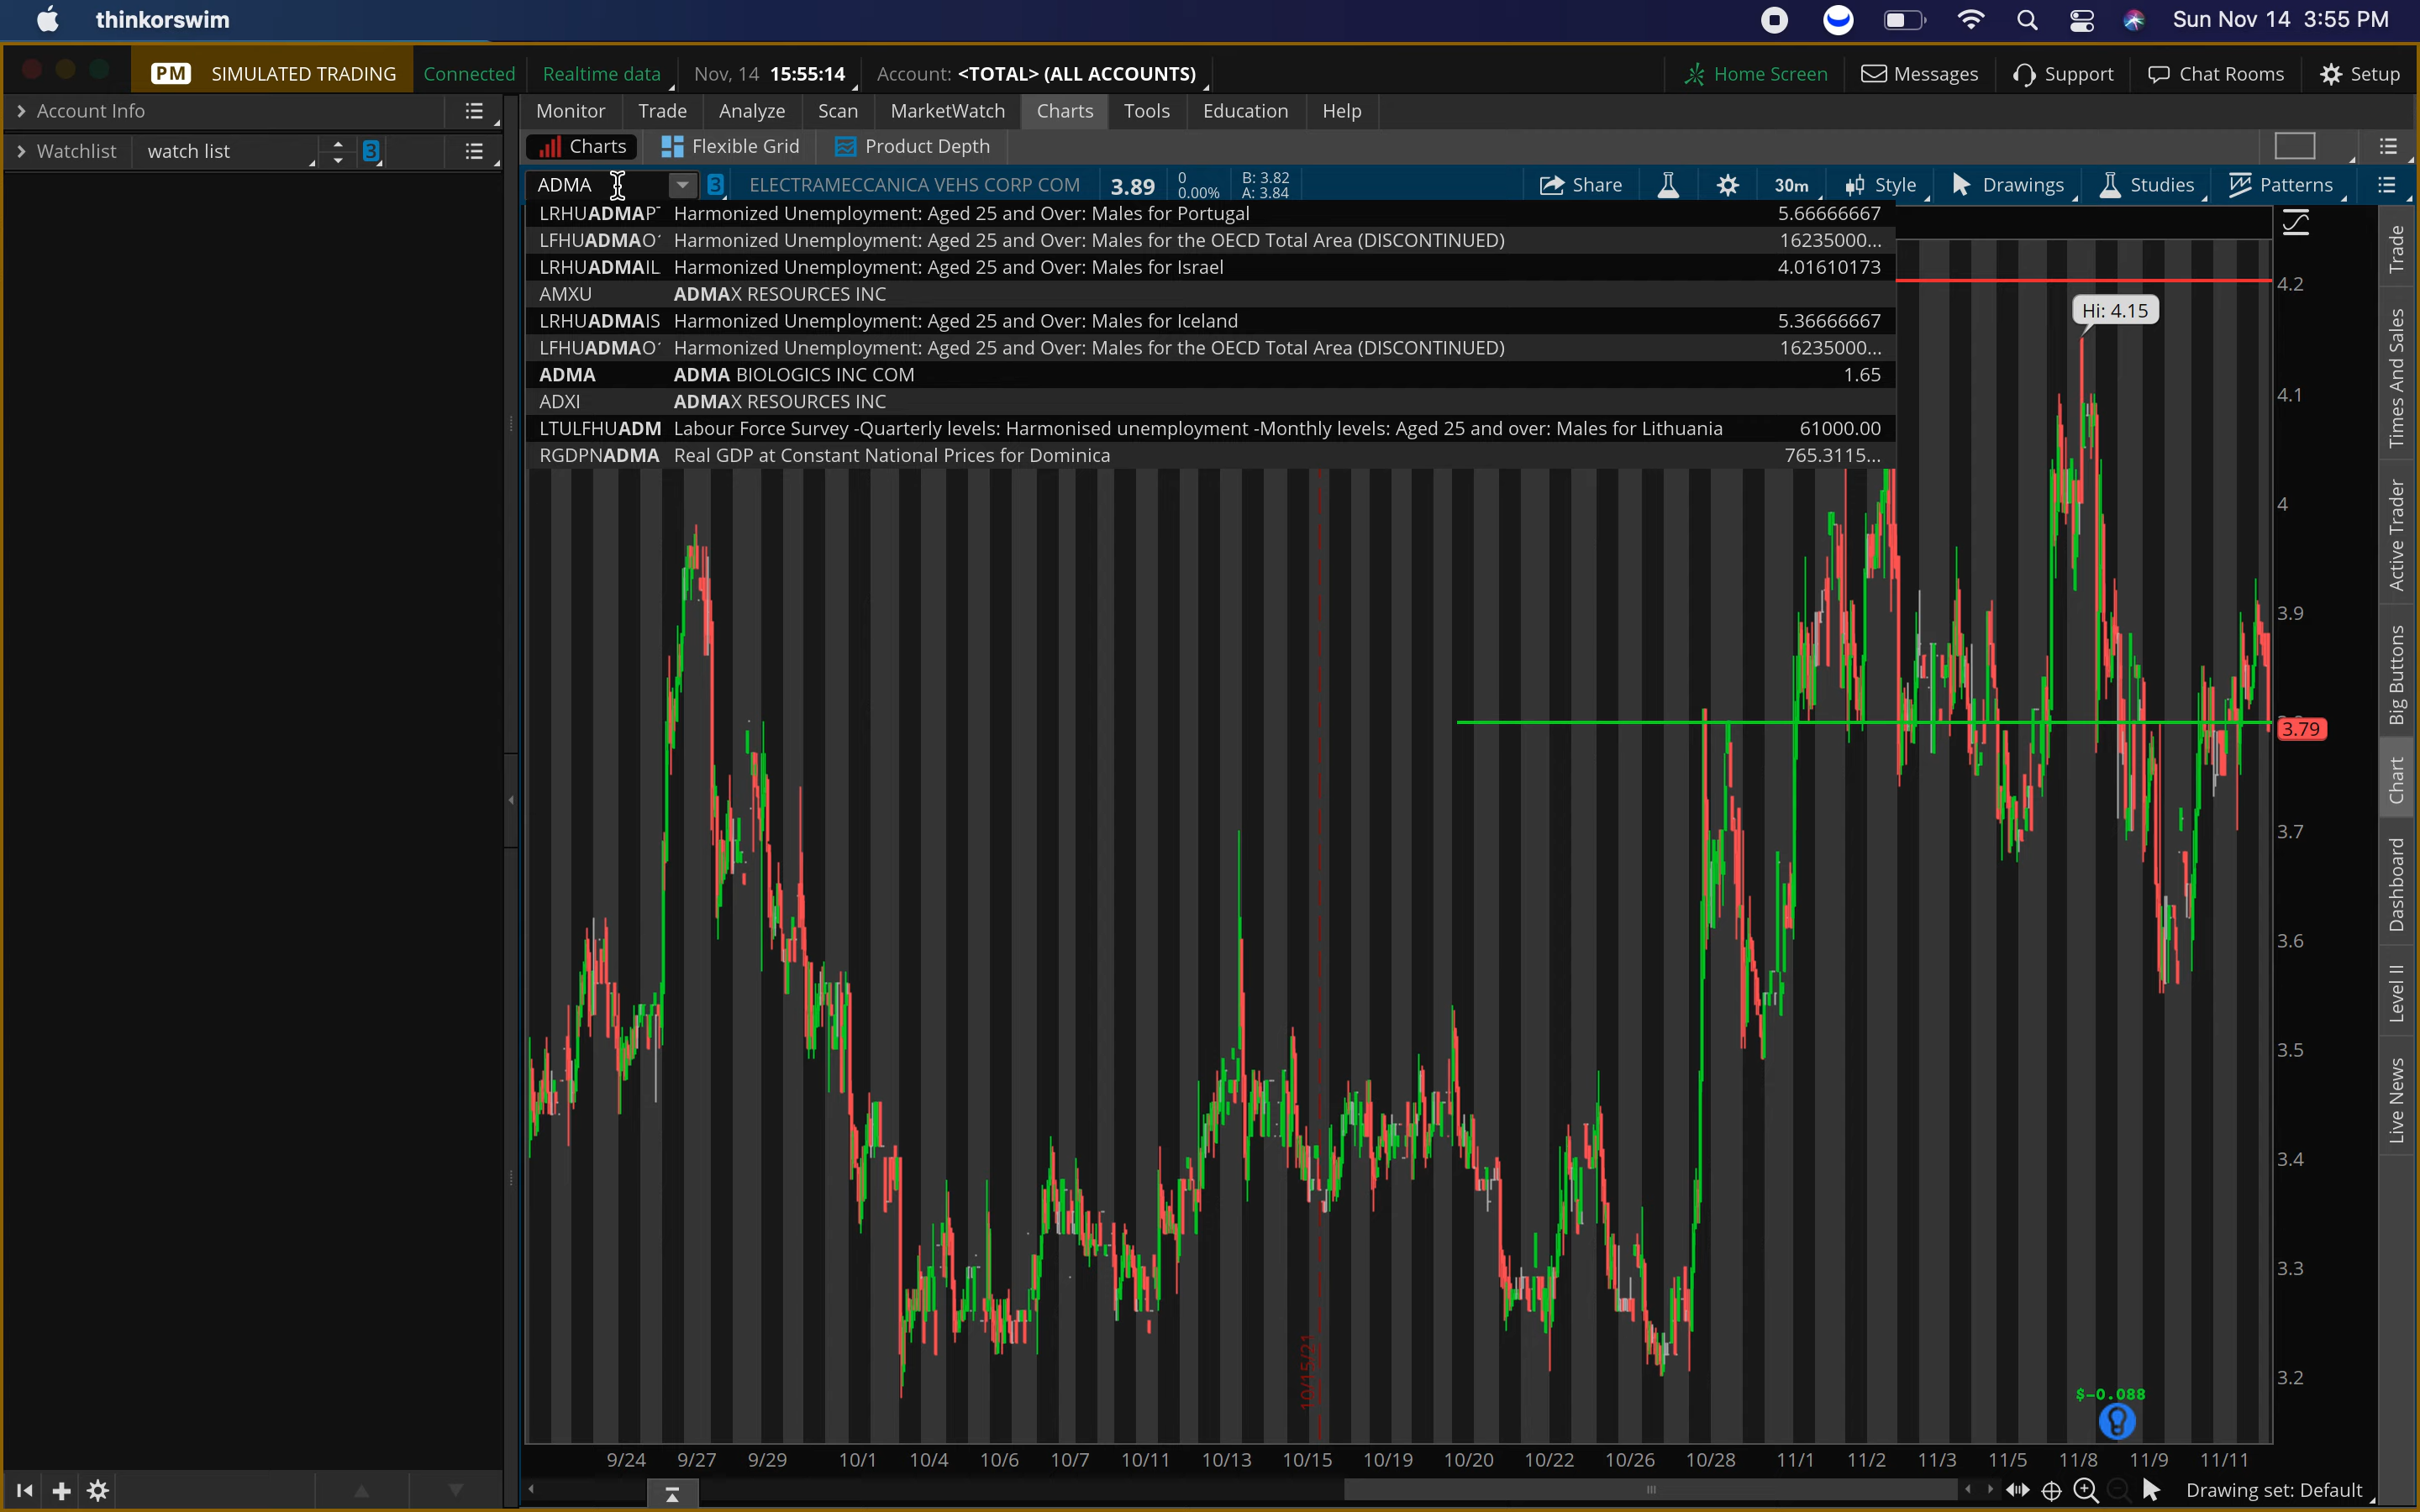 thinkorswim Sun Nov 14 3:55 PM
PM SIMULATED TRADING Connected Realtime data Nov, 14 15:55:14 Account: <TOTAL> (ALL ACCOUNTS) Home Screen Messages Support Chat Rooms Setup
Account Info Monitor Trade Analyze Scan MarketWatch Charts Tools Education Help
Watchlist watch list 3 Charts Flexible Grid Product Depth
ADMA 3 ELECTRAMECCANICA VEHS CORP COM 3.89 0 0.00% B: 3.82 A: 3.84 Share 30m Style Drawings Studies Patterns
LRHUADMAP Harmonized Unemployment: Aged 25 and Over: Males for Portugal 5.66666667
LFHUADMAO Harmonized Unemployment: Aged 25 and Over: Males for the OECD Total Area (DISCONTINUED) 16235000...
LRHUADMAIL Harmonized Unemployment: Aged 25 and Over: Males for Israel 4.01610173
AMXU ADMAX RESOURCES INC
LRHUADMAIS Harmonized Unemployment: Aged 25 and Over: Males for Iceland 5.36666667
LFHUADMAO Harmonized Unemployment: Aged 25 and Over: Males for the OECD Total Area (DISCONTINUED) 16235000...
ADMA ADMA BIOLOGICS INC COM 1.65
ADXI ADMAX RESOURCES INC
LTULFHUADM Labour Force Survey -Quarterly levels: Harmonised unemployment -Monthly levels: Aged 25 and over: Males for Lithuania 61000.00
RGDPNADMA Real GDP at Constant National Prices for Dominica 765.3115...
Hi: 4.15
4.2
4.1
4
3.9
3.79
3.7
3.6
3.5
3.4
3.3
3.2
10/15/21
$-0.088
9/24 9/27 9/29 10/1 10/4 10/6 10/7 10/11 10/13 10/15 10/19 10/20 10/22 10/26 10/28 11/1 11/2 11/3 11/5 11/8 11/9 11/11
Drawing set: Default
Trade
Times And Sales
Active Trader
Big Buttons
Chart
Dashboard
Level II
Live News